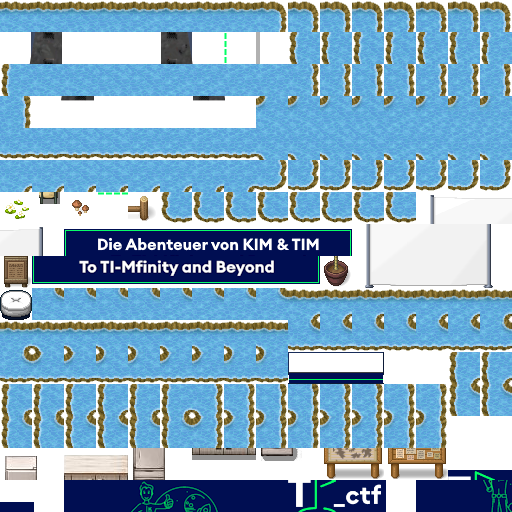 Die Abenteuer von KIM & TIM
To TI-Mfinity and Beyond
T
_ctf